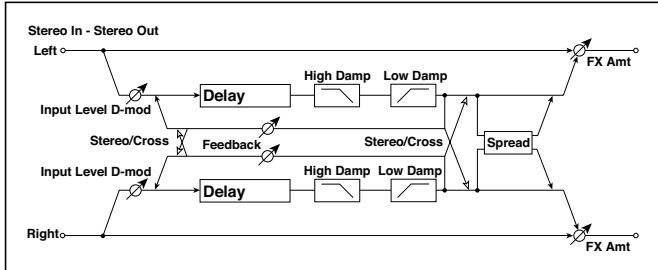 Stereo In - Stereo Out
Left
FX Amt
High Damp
Low Damp
Delay
Input Level D-mod
Stereo/Cross
Feedback
Stereo/Cross
Spread
Input Level D-mod
High Damp
Low Damp
Delay
Right
FX Amt